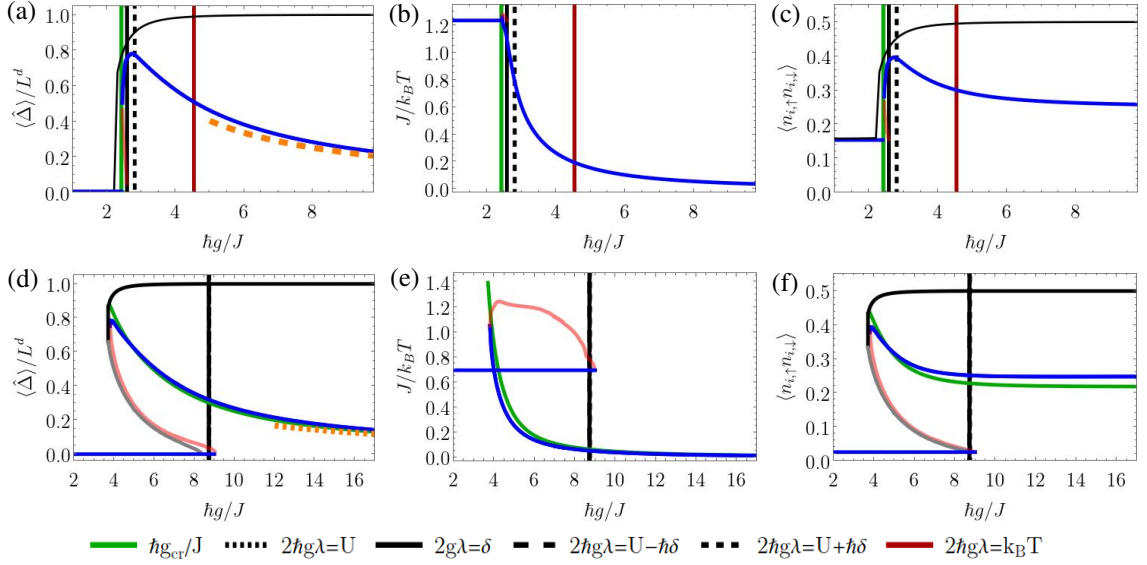 (a) (b) (c)
⟨Δ̂⟩/L^d
1.0
0.8
0.6
0.4
0.2
0.0
2 4 6 8
ℏg/J
J/k_BT
1.2
1.0
0.8
0.6
0.4
0.2
0.0
2 4 6 8
ℏg/J
⟨n_{i,↑}n_{i,↓}⟩
0.5
0.4
0.3
0.2
0.1
0.0
2 4 6 8
ℏg/J
(d) (e) (f)
⟨Δ̂⟩/L^d
1.0
0.8
0.6
0.4
0.2
0.0
2 4 6 8 10 12 14 16
ℏg/J
J/k_BT
1.4
1.2
1.0
0.8
0.6
0.4
0.2
0.0
2 4 6 8 10 12 14 16
ℏg/J
⟨n_{i,↑}n_{i,↓}⟩
0.5
0.4
0.3
0.2
0.1
0.0
2 4 6 8 10 12 14 16
ℏg/J
ℏg_cr/J 2ℏgλ=U 2gλ=δ 2ℏgλ=U−ℏδ 2ℏgλ=U+ℏδ 2ℏgλ=k_BT